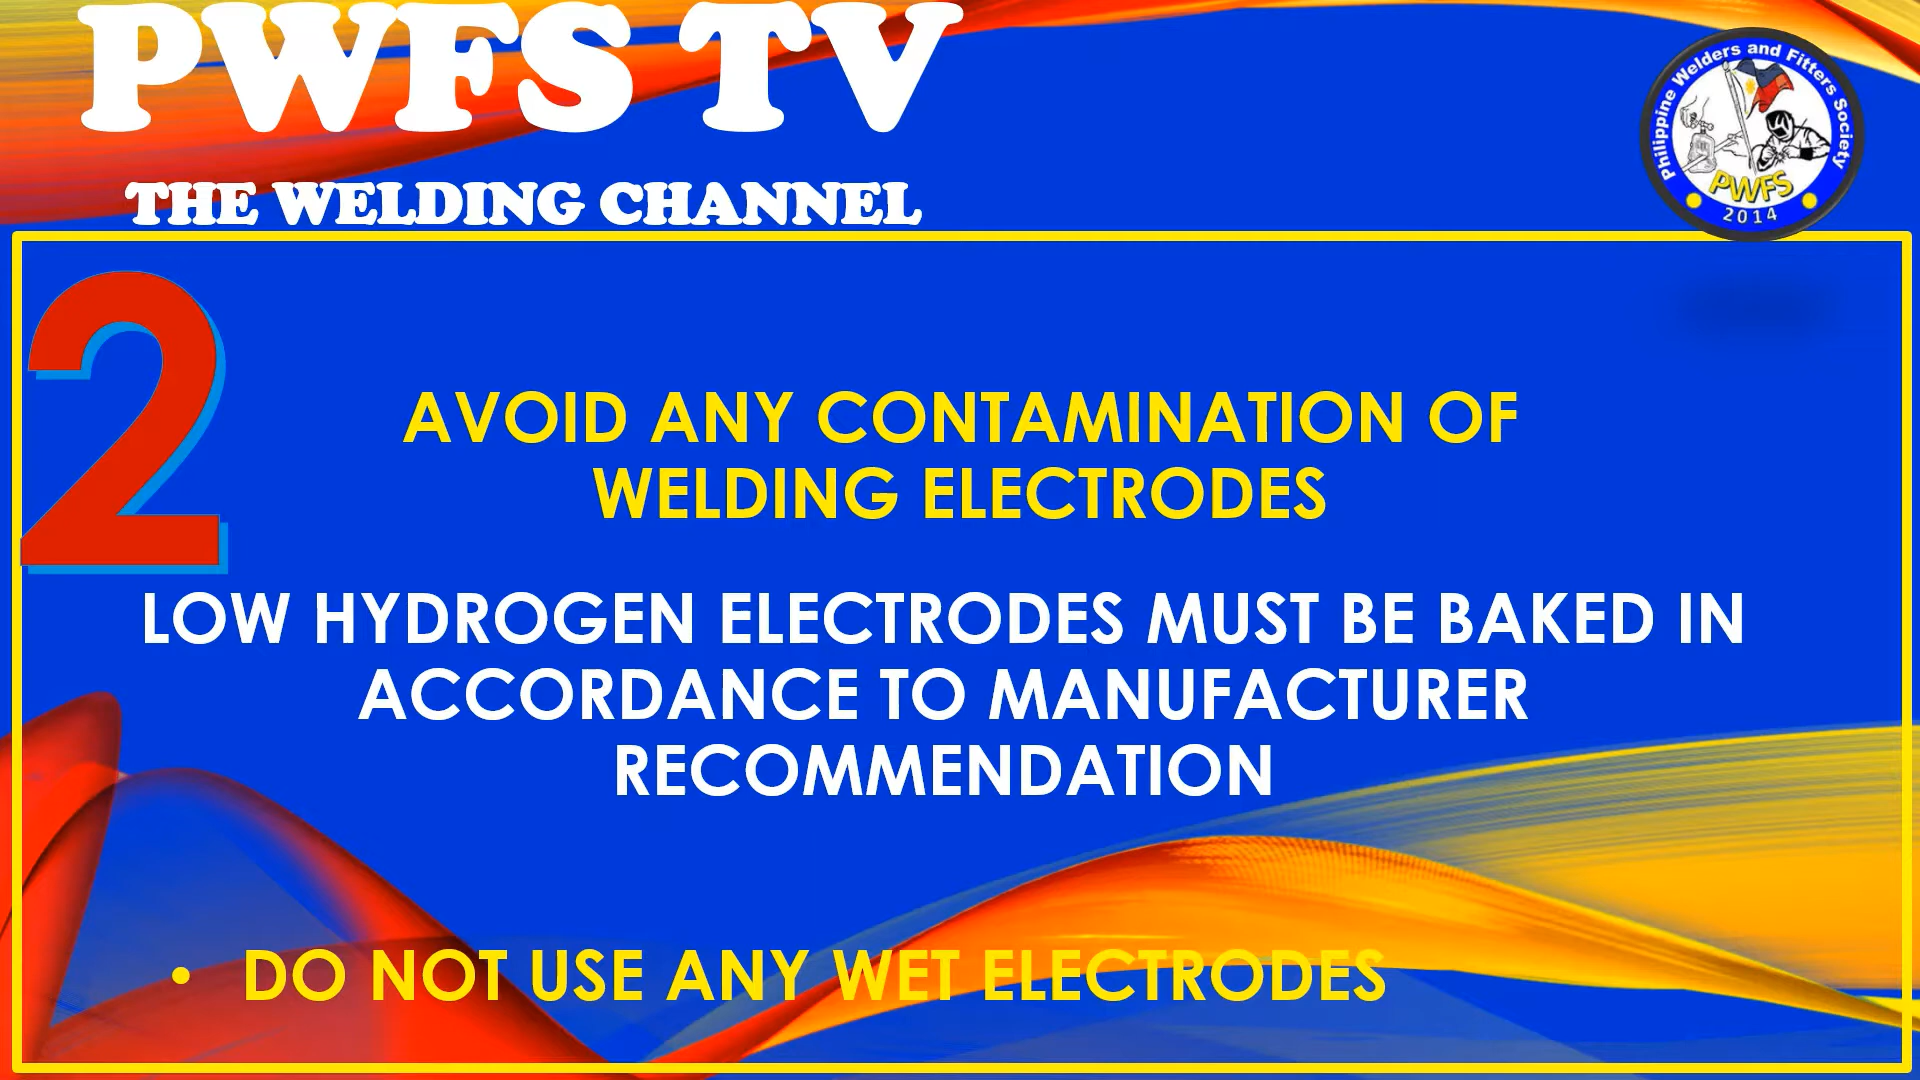 PWFS TV
THE WELDING CHANNEL
Philippine Welders and Fitters Society
PWFS
2014
2
AVOID ANY CONTAMINATION OF
WELDING ELECTRODES
LOW HYDROGEN ELECTRODES MUST BE BAKED IN
ACCORDANCE TO MANUFACTURER
RECOMMENDATION
• DO NOT USE ANY WET ELECTRODES